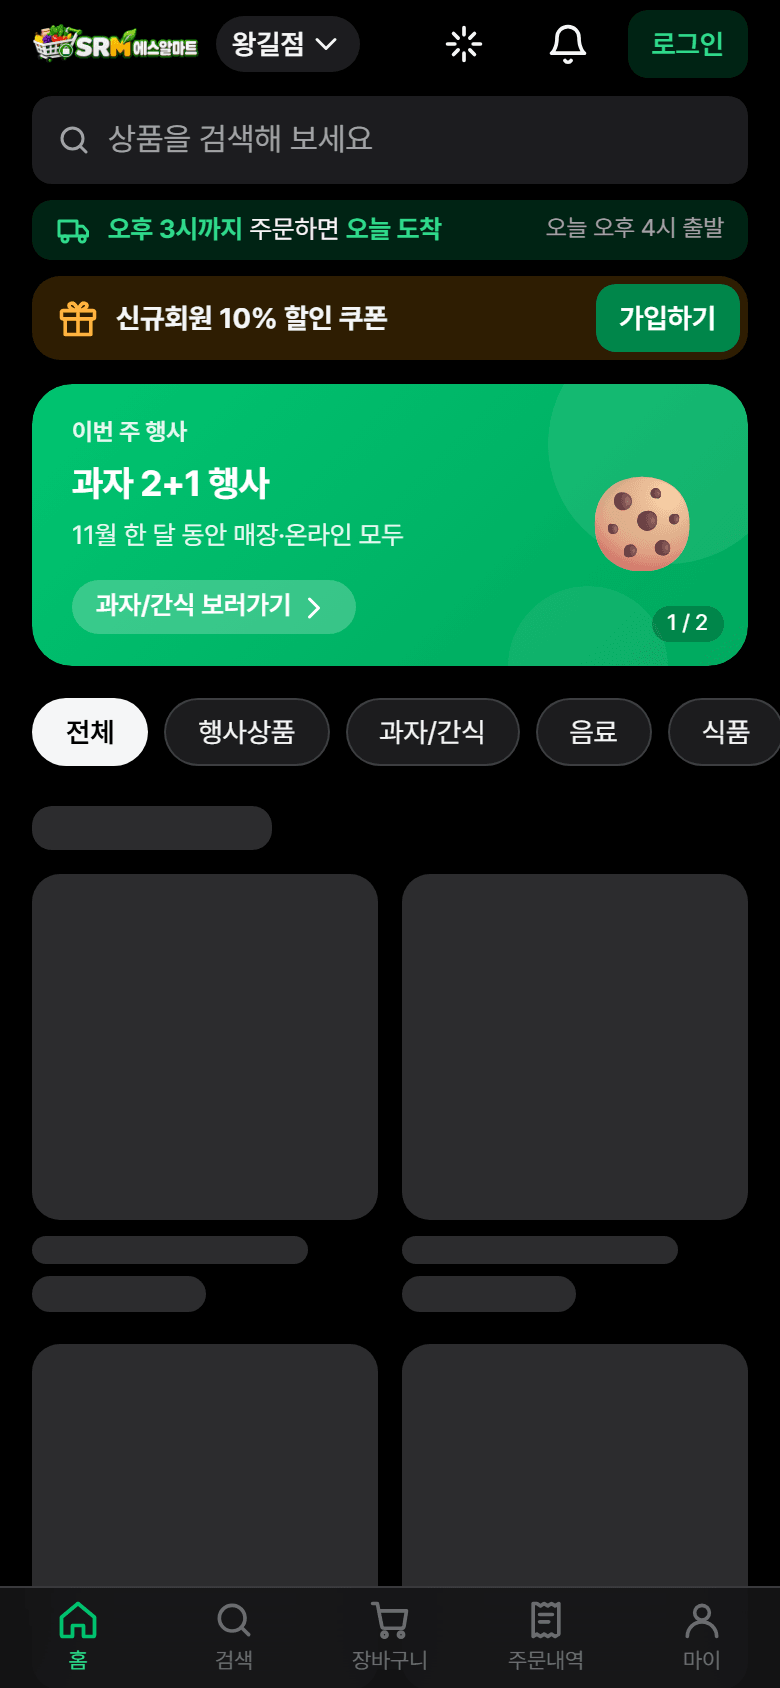 SRM에스알마트
왕길점
로그인
상품을 검색해 보세요
오후 3시까지 주문하면 오늘 도착
오늘 오후 4시 출발
신규회원 10% 할인 쿠폰
가입하기
이번 주 행사
과자 2+1 행사
11월 한 달 동안 매장·온라인 모두
과자/간식 보러가기
1 / 2
전체
행사상품
과자/간식
음료
식품
홈
검색
장바구니
주문내역
마이